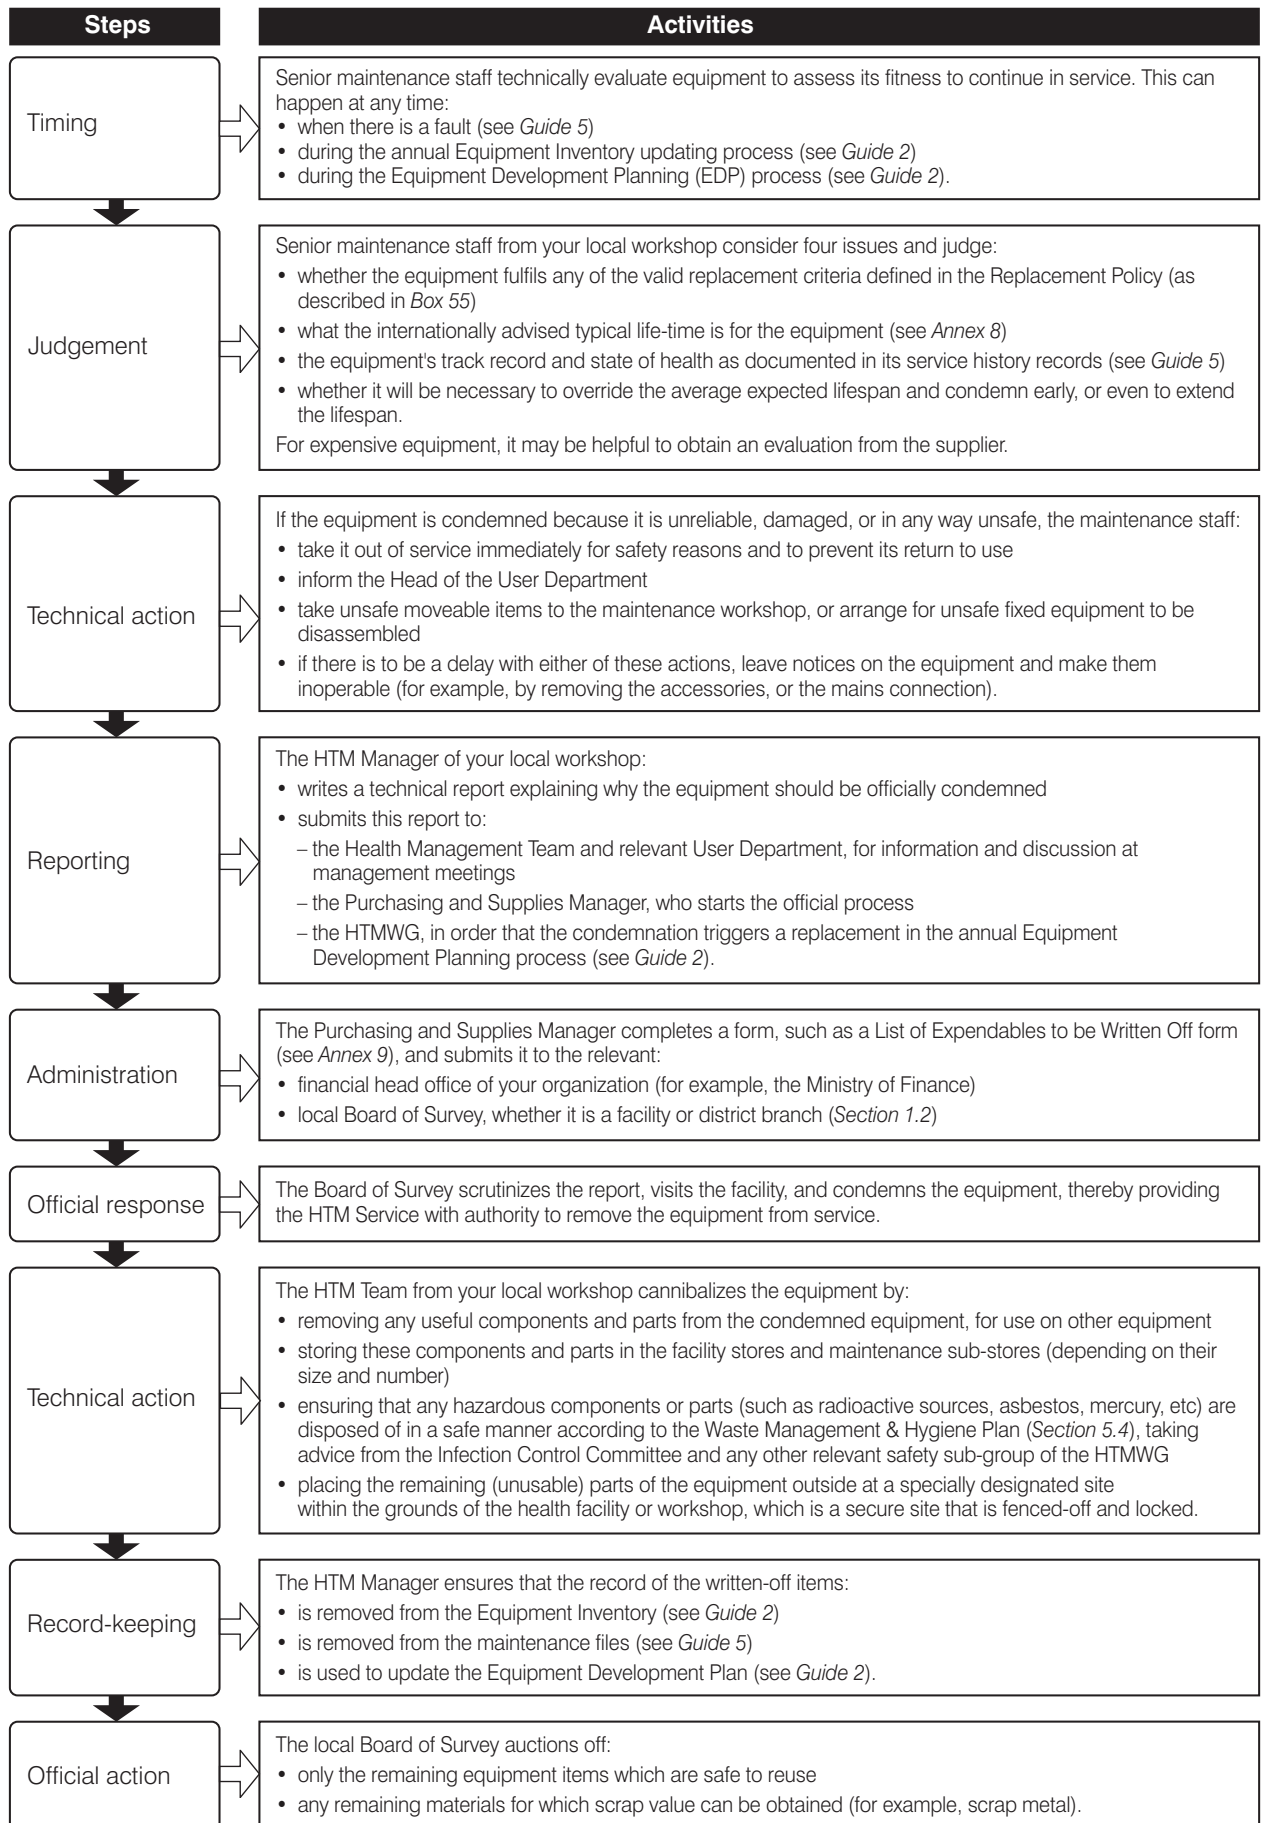 Steps
Activities
Timing
Senior maintenance staff technically evaluate equipment to assess its fitness to continue in service. This can
happen at any time:
• when there is a fault (see Guide 5)
• during the annual Equipment Inventory updating process (see Guide 2)
• during the Equipment Development Planning (EDP) process (see Guide 2).
Judgement
Senior maintenance staff from your local workshop consider four issues and judge:
• whether the equipment fulfils any of the valid replacement criteria defined in the Replacement Policy (as
described in Box 55)
• what the internationally advised typical life-time is for the equipment (see Annex 8)
• the equipment's track record and state of health as documented in its service history records (see Guide 5)
• whether it will be necessary to override the average expected lifespan and condemn early, or even to extend
the lifespan.
For expensive equipment, it may be helpful to obtain an evaluation from the supplier.
Technical action
If the equipment is condemned because it is unreliable, damaged, or in any way unsafe, the maintenance staff:
• take it out of service immediately for safety reasons and to prevent its return to use
• inform the Head of the User Department
• take unsafe moveable items to the maintenance workshop, or arrange for unsafe fixed equipment to be
disassembled
• if there is to be a delay with either of these actions, leave notices on the equipment and make them
inoperable (for example, by removing the accessories, or the mains connection).
Reporting
The HTM Manager of your local workshop:
• writes a technical report explaining why the equipment should be officially condemned
• submits this report to:
– the Health Management Team and relevant User Department, for information and discussion at
management meetings
– the Purchasing and Supplies Manager, who starts the official process
– the HTMWG, in order that the condemnation triggers a replacement in the annual Equipment
Development Planning process (see Guide 2).
Administration
The Purchasing and Supplies Manager completes a form, such as a List of Expendables to be Written Off form
(see Annex 9), and submits it to the relevant:
• financial head office of your organization (for example, the Ministry of Finance)
• local Board of Survey, whether it is a facility or district branch (Section 1.2)
Official response
The Board of Survey scrutinizes the report, visits the facility, and condemns the equipment, thereby providing
the HTM Service with authority to remove the equipment from service.
Technical action
The HTM Team from your local workshop cannibalizes the equipment by:
• removing any useful components and parts from the condemned equipment, for use on other equipment
• storing these components and parts in the facility stores and maintenance sub-stores (depending on their
size and number)
• ensuring that any hazardous components or parts (such as radioactive sources, asbestos, mercury, etc) are
disposed of in a safe manner according to the Waste Management & Hygiene Plan (Section 5.4), taking
advice from the Infection Control Committee and any other relevant safety sub-group of the HTMWG
• placing the remaining (unusable) parts of the equipment outside at a specially designated site
within the grounds of the health facility or workshop, which is a secure site that is fenced-off and locked.
Record-keeping
The HTM Manager ensures that the record of the written-off items:
• is removed from the Equipment Inventory (see Guide 2)
• is removed from the maintenance files (see Guide 5)
• is used to update the Equipment Development Plan (see Guide 2).
Official action
The local Board of Survey auctions off:
• only the remaining equipment items which are safe to reuse
• any remaining materials for which scrap value can be obtained (for example, scrap metal).